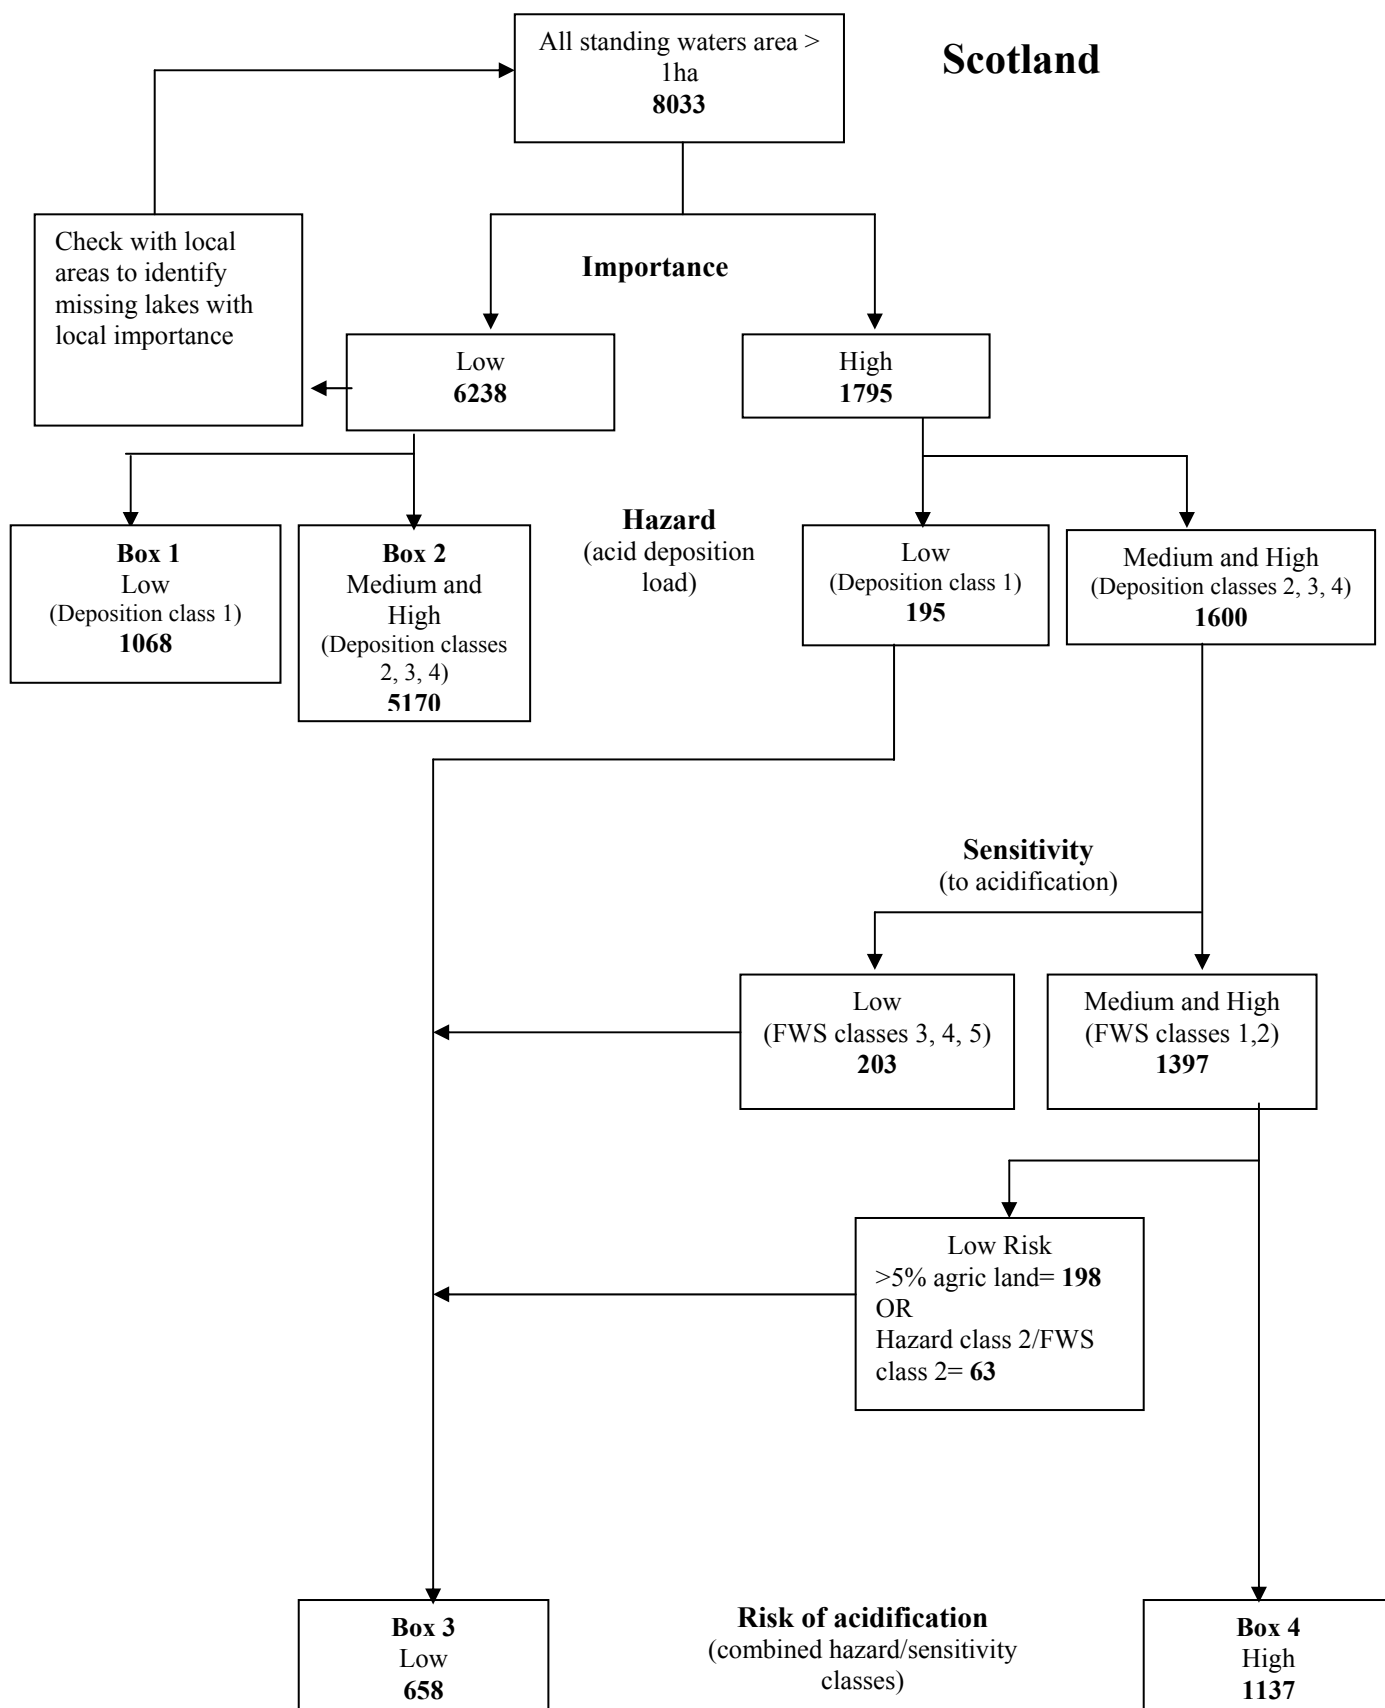 Scotland
All standing waters area >
1ha
8033
Check with local
areas to identify
missing lakes with
local importance
Importance
Low
6238
High
1795
Box 1
Low
(Deposition class 1)
1068
Box 2
Medium and
High
(Deposition classes
2, 3, 4)
5170
Hazard
(acid deposition
load)
Low
(Deposition class 1)
195
Medium and High
(Deposition classes 2, 3, 4)
1600
Sensitivity
(to acidification)
Low
(FWS classes 3, 4, 5)
203
Medium and High
(FWS classes 1,2)
1397
Low Risk
>5% agric land= 198
OR
Hazard class 2/FWS
class 2= 63
Box 3
Low
658
Risk of acidification
(combined hazard/sensitivity
classes)
Box 4
High
1137